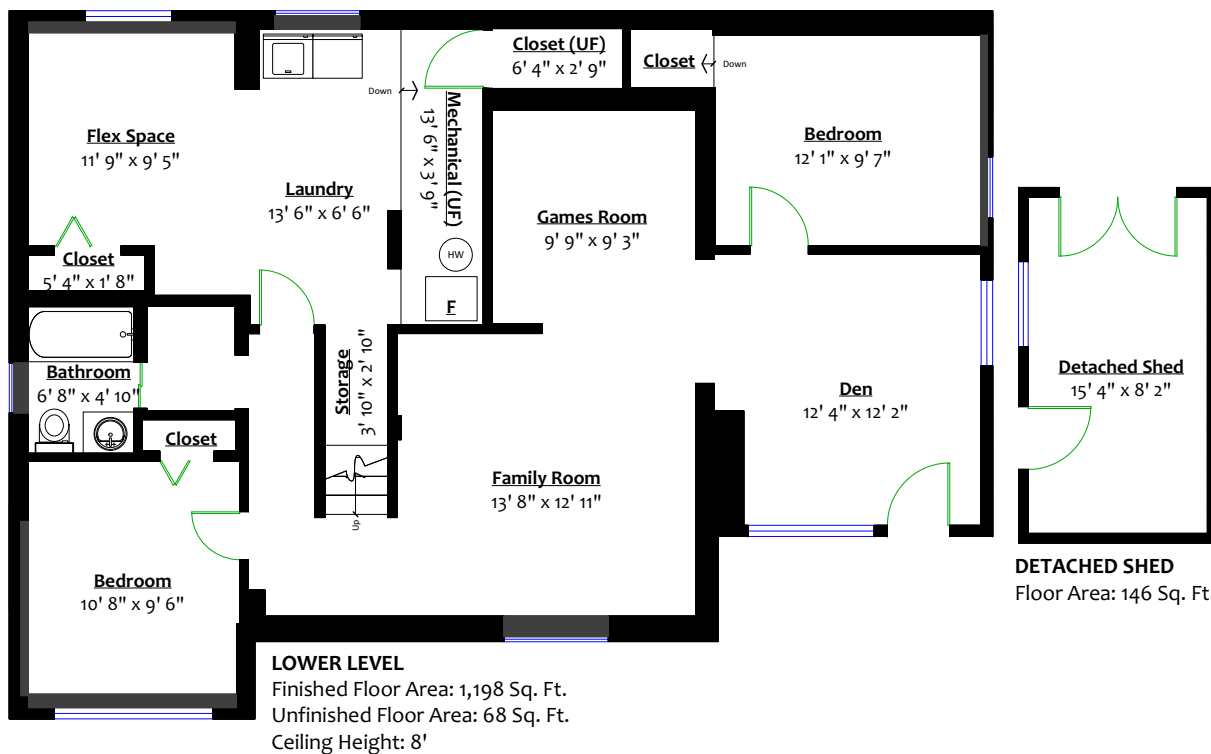 Closet (UF)
6' 4" x 2' 9"
Closet
Down
Down
Mechanical (UF)
13' 6" x 3' 9"
Flex Space
11' 9" x 9' 5"
Bedroom
12' 1" x 9' 7"
Laundry
13' 6" x 6' 6"
Games Room
9' 9" x 9' 3"
HW
F
Closet
5' 4" x 1' 8"
Bathroom
6' 8" x 4' 10"
Storage
3' 10" x 2' 10"
Den
12' 4" x 12' 2"
Detached Shed
15' 4" x 8' 2"
Closet
Family Room
13' 8" x 12' 11"
Up
Bedroom
10' 8" x 9' 6"
DETACHED SHED
Floor Area: 146 Sq. Ft
LOWER LEVEL
Finished Floor Area: 1,198 Sq. Ft.
Unfinished Floor Area: 68 Sq. Ft.
Ceiling Height: 8'